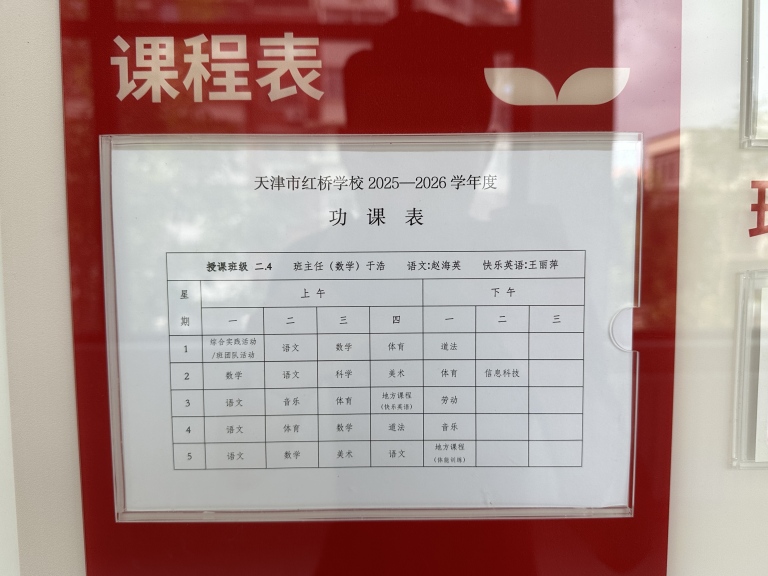 课程表
天津市红桥学校 2025—2026 学年度
功 课 表
授课班级 二.4 班主任（数学）于浩 语文:赵海英 快乐英语:王丽萍
星期 上 午 下 午
一 二 三 四 一 二 三
1 综合实践活动/班团队活动 语文 数学 体育 道法
2 数学 语文 科学 美术 体育 信息科技
3 语文 音乐 体育 地方课程（快乐英语） 劳动
4 语文 体育 数学 道法 音乐
5 语文 数学 美术 语文 地方课程（体能训练）